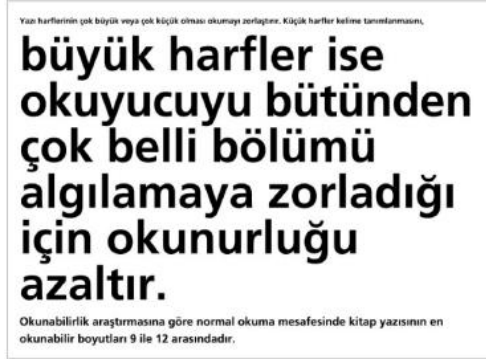 Yazı harflerinin çok büyük veya çok küçük olması okumayı zorlaştırır. Küçük harfler kelime tanımlanmasını,
büyük harfler ise
okuyucuyu bütünden
çok belli bölümü
algılamaya zorladığı
için okunurluğu
azaltır.
Okunabilirlik araştırmasına göre normal okuma mesafesinde kitap yazısının en
okunabilir boyutları 9 ile 12 arasındadır.